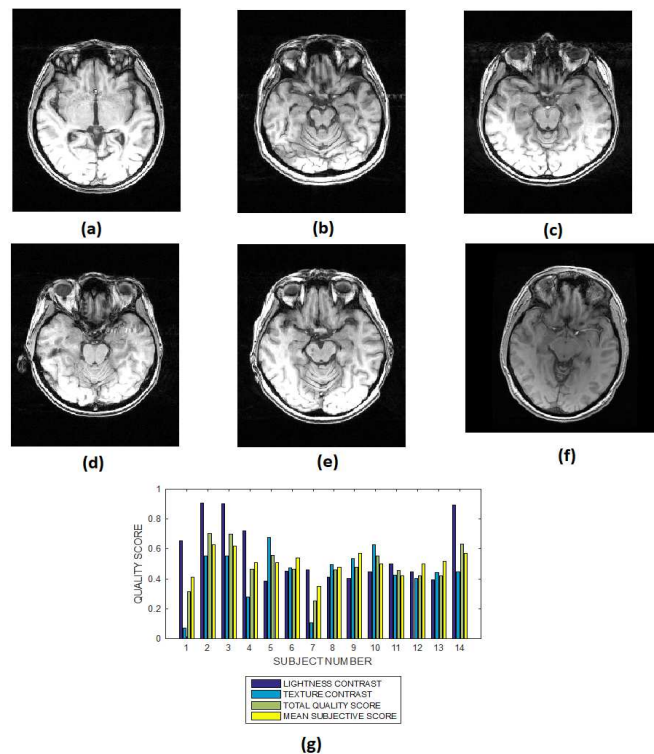 (a)
(b)
(c)
(d)
(e)
(f)
1
0.8
0.6
0.4
0.2
0
QUALITY SCORE
1 2 3 4 5 6 7 8 9 10 11 12 13 14
SUBJECT NUMBER
LIGHTNESS CONTRAST
TEXTURE CONTRAST
TOTAL QUALITY SCORE
MEAN SUBJECTIVE SCORE
(g)